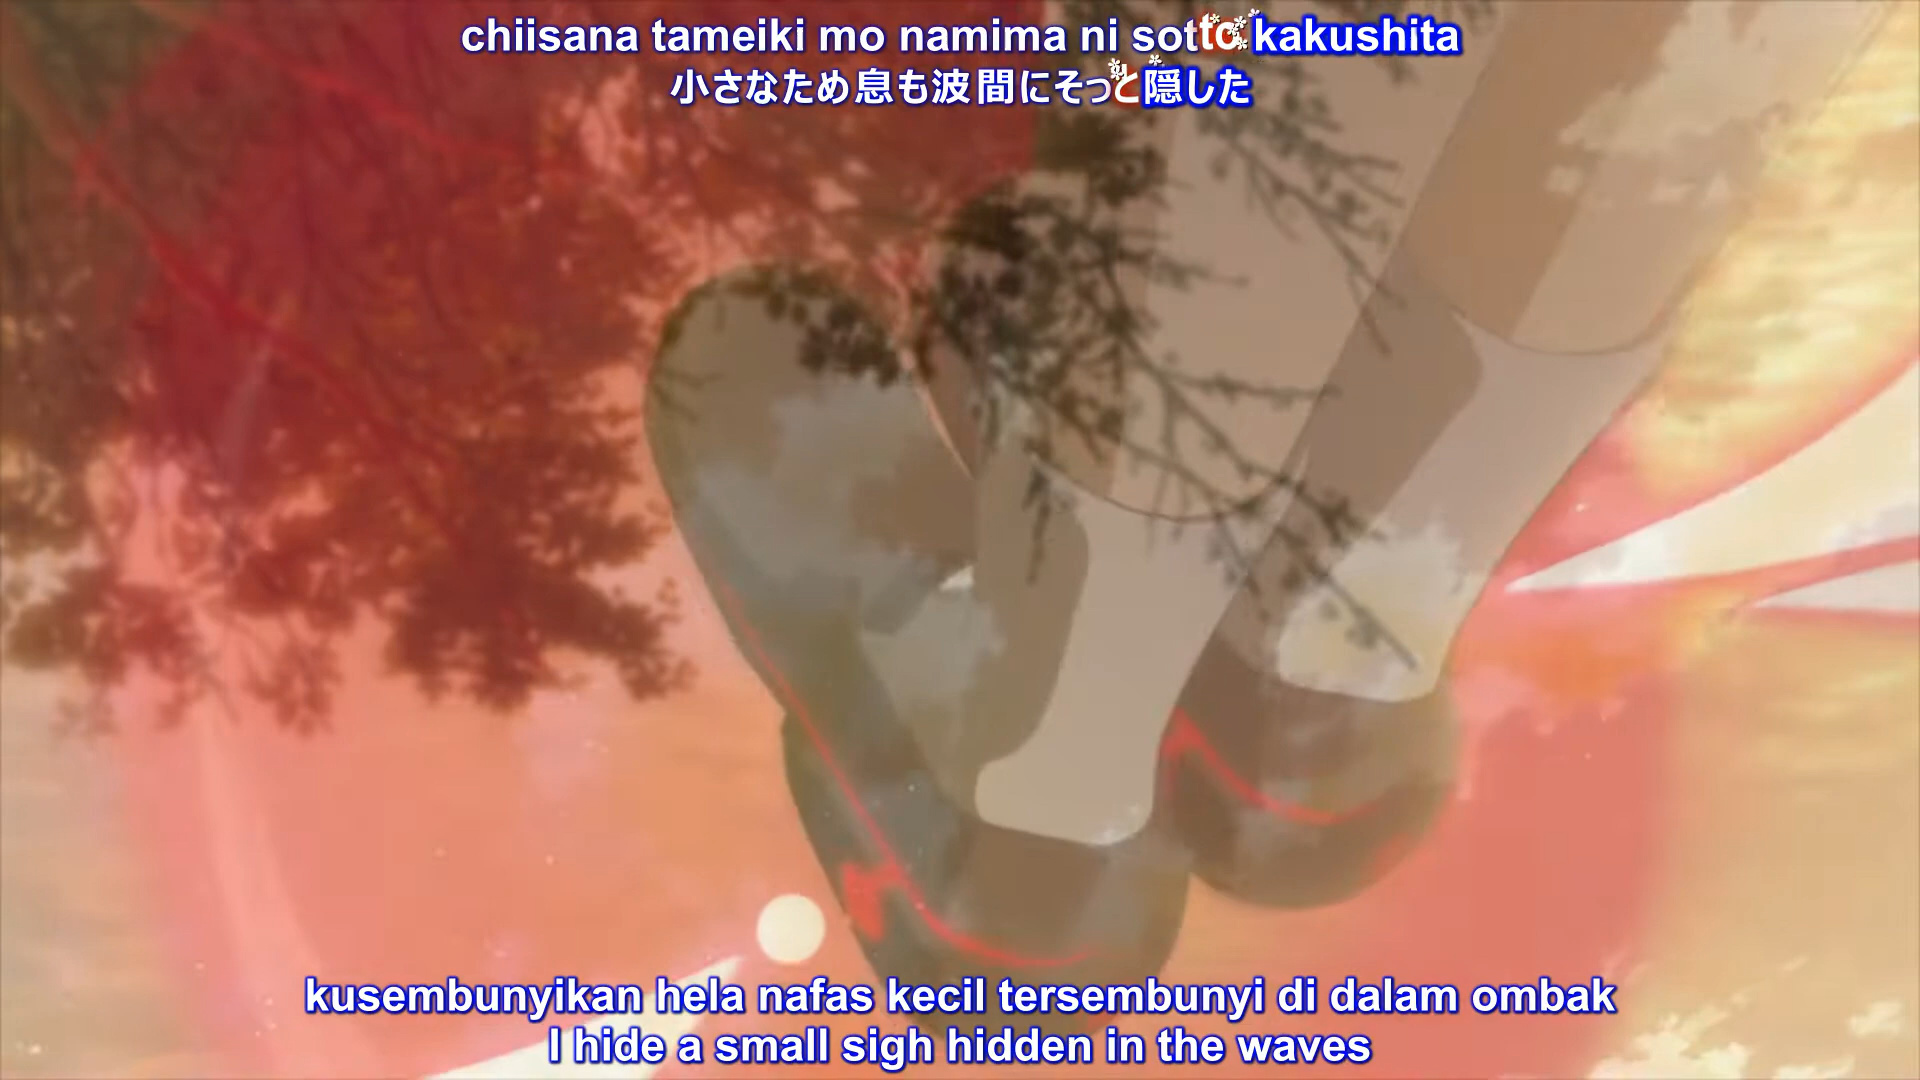 chiisana tameiki mo namima ni sotto kakushita
小さなため息も波間にそっと隠した
kusembunyikan hela nafas kecil tersembunyi di dalam ombak
I hide a small sigh hidden in the waves